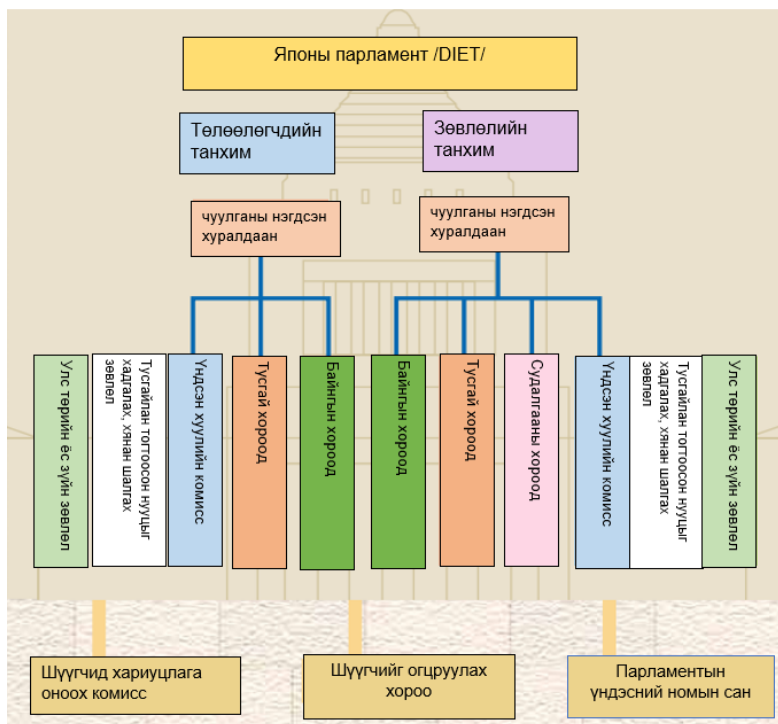 Японы парламент /DIET/
Төлөөлөгчдийн
танхим
Зөвлөлийн
танхим
чуулганы нэгдсэн
хуралдаан
чуулганы нэгдсэн
хуралдаан
Улс төрийн ёс зүйн зөвлөл
Тусгайлан тогтоосон нууцыг
хадгалах, хянан шалгах
зөвлөл
Үндсэн хуулийн комисс
Тусгай хороод
Байнгын хороод
Байнгын хороод
Тусгай хороод
Судалгааны хороод
Үндсэн хуулийн комисс
Тусгайлан тогтоосон нууцыг
хадгалах, хянан шалгах
зөвлөл
Улс төрийн ёс зүйн зөвлөл
Шүүгчид хариуцлага
оноох комисс
Шүүгчийг огцруулах
хороо
Парламентын
үндэсний номын сан